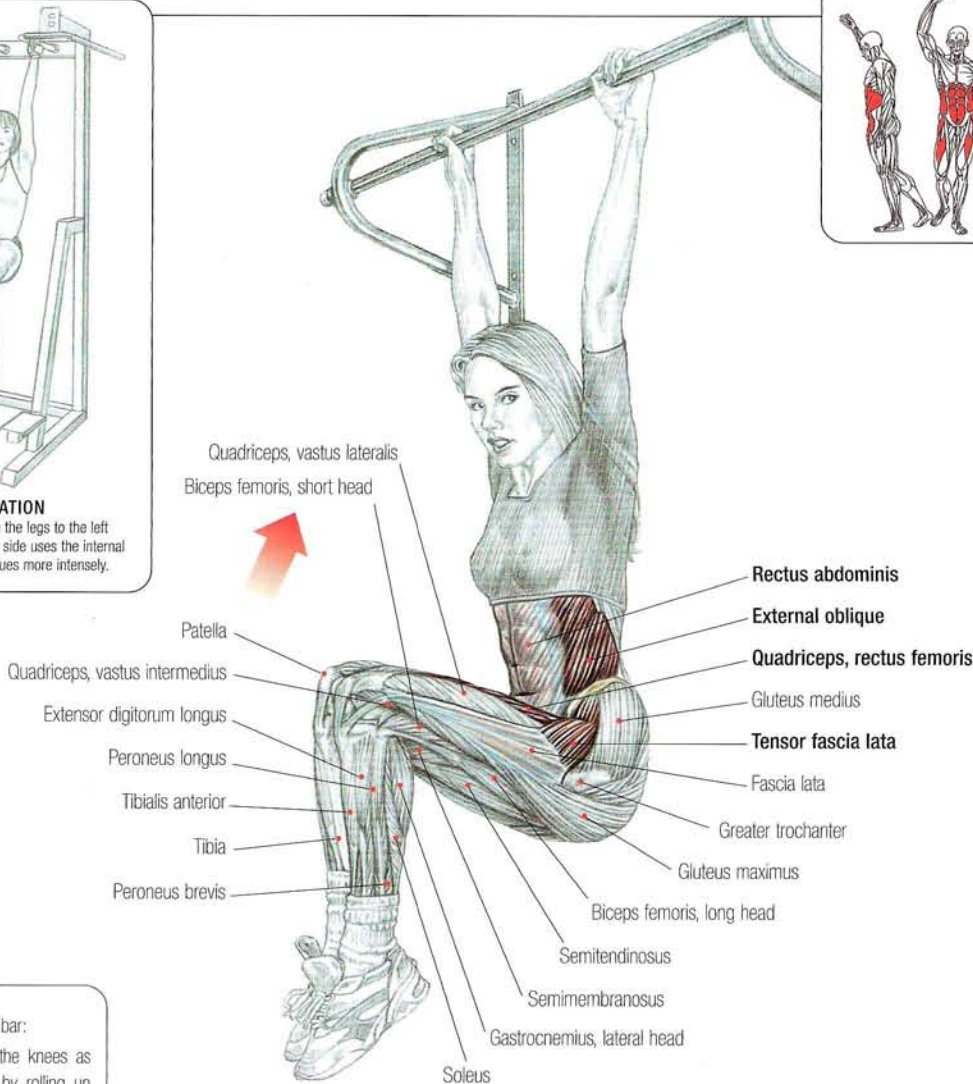 ATION
the legs to the left
side uses the internal
ues more intensely.
Quadriceps, vastus lateralis
Biceps femoris, short head
Patella
Quadriceps, vastus intermedius
Extensor digitorum longus
Peroneus longus
Tibialis anterior
Tibia
Peroneus brevis
Rectus abdominis
External oblique
Quadriceps, rectus femoris
Gluteus medius
Tensor fascia lata
Fascia lata
Greater trochanter
Gluteus maximus
Biceps femoris, long head
Semitendinosus
Semimembranosus
Gastrocnemius, lateral head
Soleus
bar:
the knees as
by rolling up